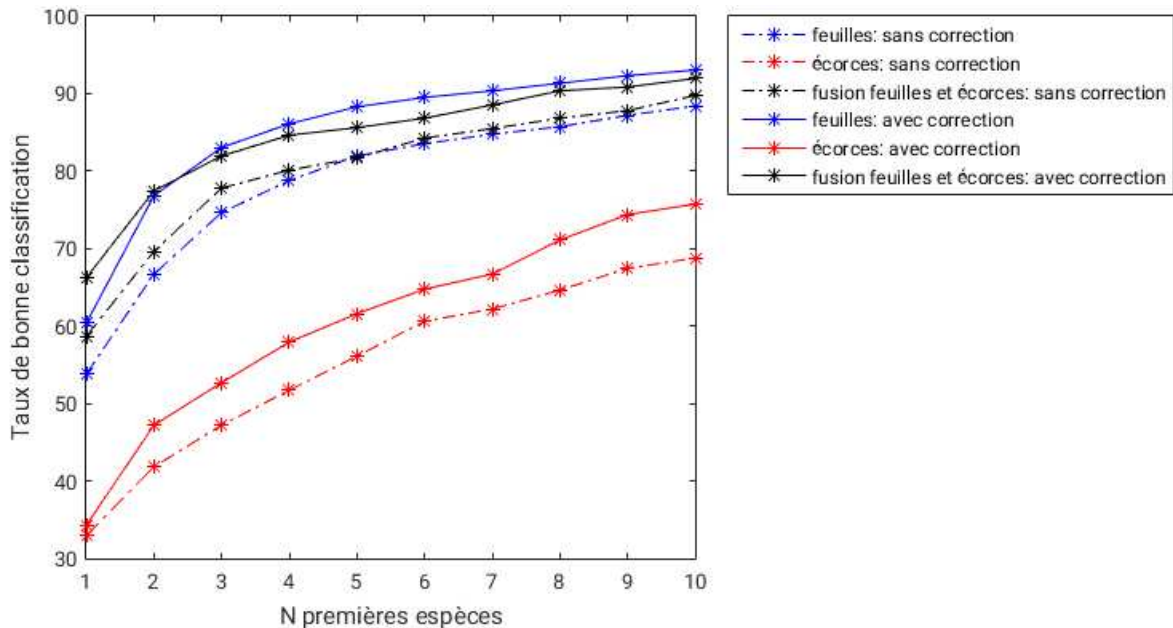 100
90
80
70
60
50
40
30
Taux de bonne classification
1 2 3 4 5 6 7 8 9 10
N premières espèces
feuilles: sans correction
écorces: sans correction
fusion feuilles et écorces: sans correction
feuilles: avec correction
écorces: avec correction
fusion feuilles et écorces: avec correction